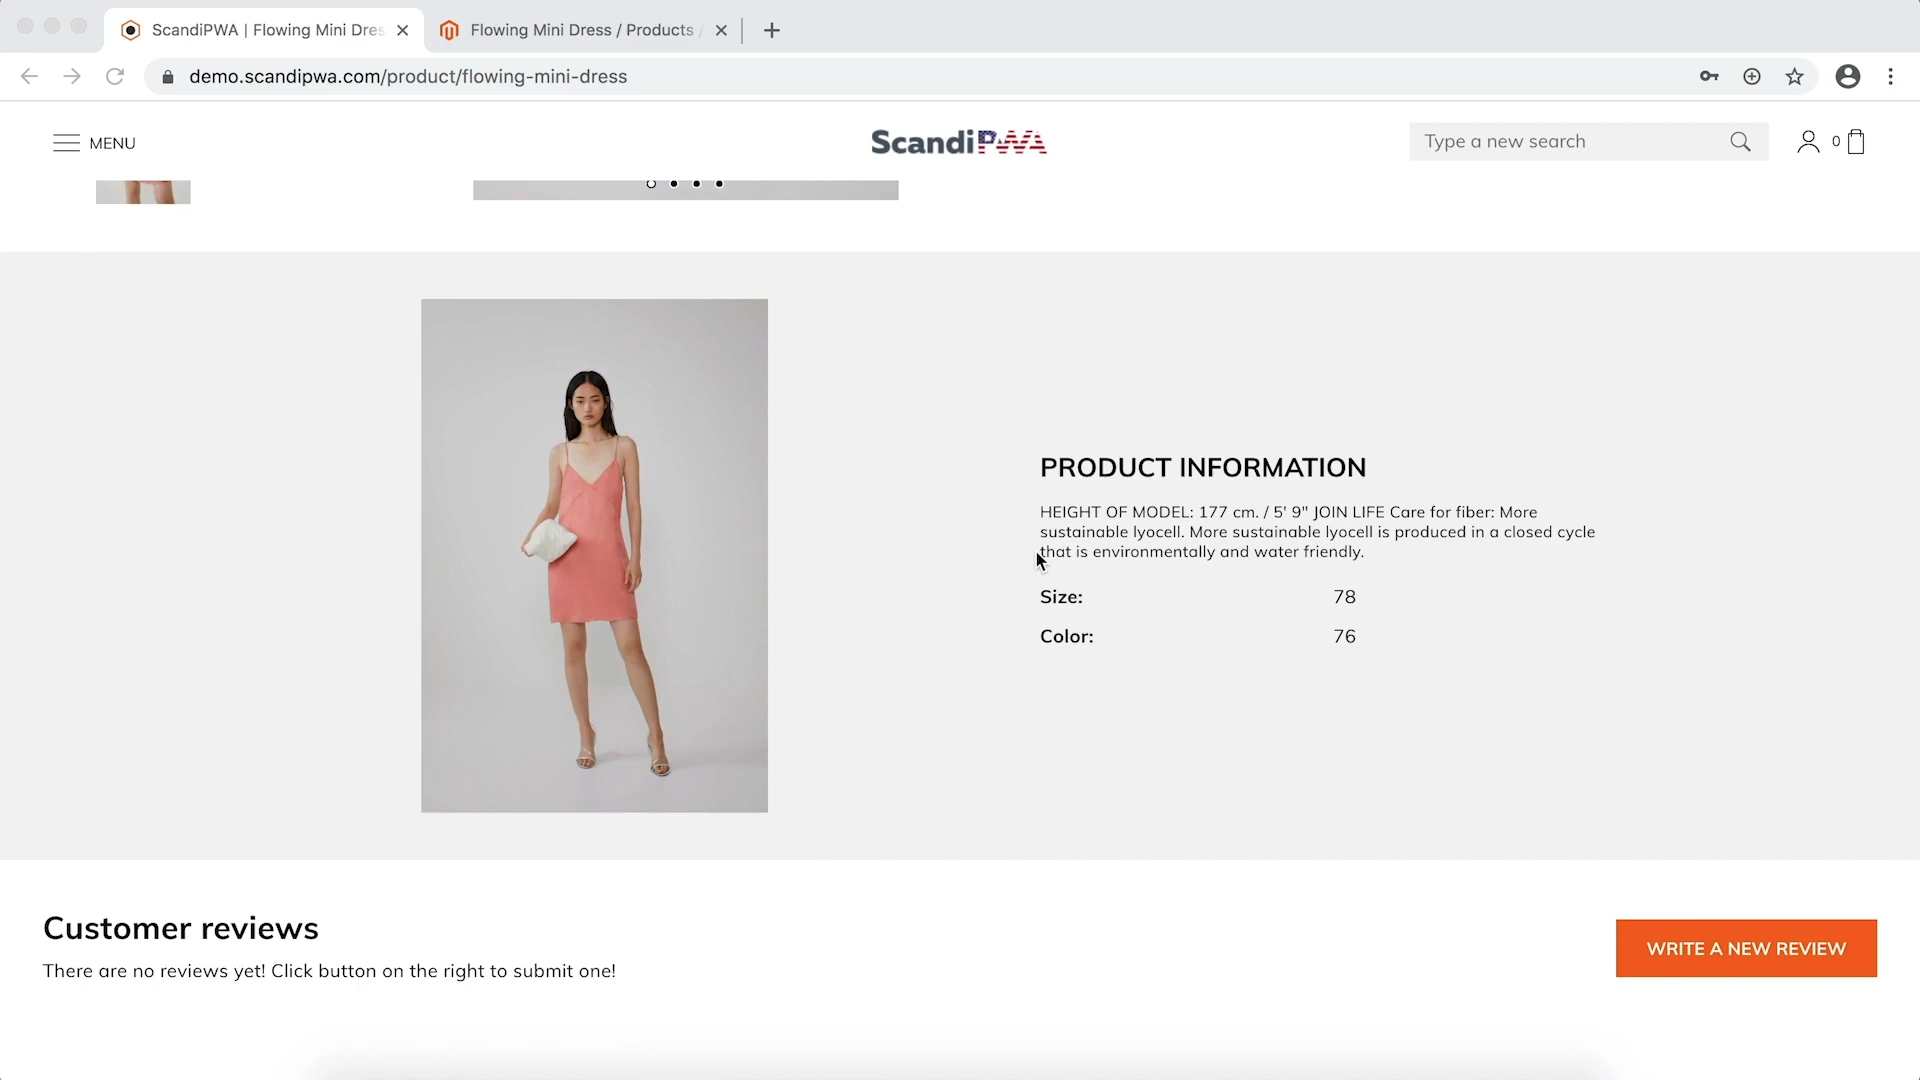 ScandiPWA | Flowing Mini Dres
Flowing Mini Dress / Products /
demo.scandipwa.com/product/flowing-mini-dress
MENU
ScandiPWA
Type a new search
0
PRODUCT INFORMATION
HEIGHT OF MODEL: 177 cm. / 5' 9" JOIN LIFE Care for fiber: More
sustainable lyocell. More sustainable lyocell is produced in a closed cycle
that is environmentally and water friendly.
Size: 78
Color: 76
Customer reviews
There are no reviews yet! Click button on the right to submit one!
WRITE A NEW REVIEW